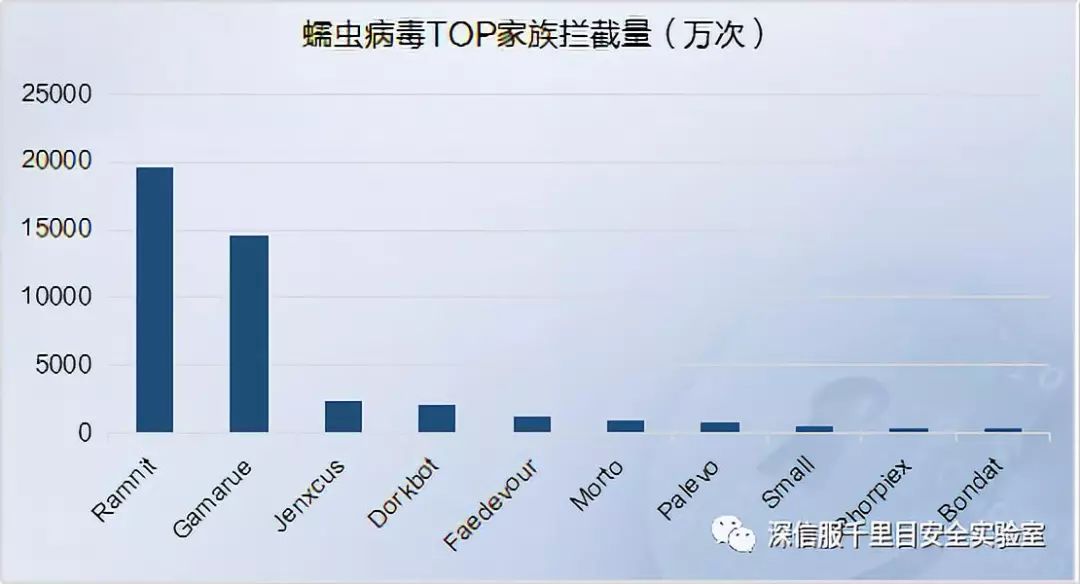 蠕虫病毒TOP家族拦截量（万次）
25000
20000
15000
10000
5000
0
Ramnit
Gamarue
Jenxcus
Dorkbot
Faedevour
Morto
Palevo
Small
Phorpiex
Bondat
深信服千里目安全实验室